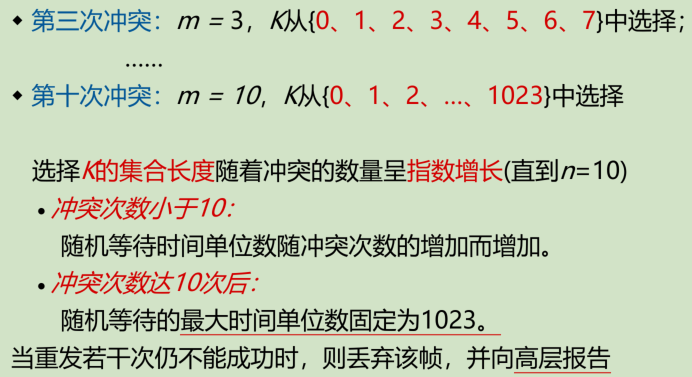 ◆ 第三次冲突：m = 3，K从{0、1、2、3、4、5、6、7}中选择；
……
◆ 第十次冲突：m = 10，K从{0、1、2、…、1023}中选择
选择K的集合长度随着冲突的数量呈指数增长(直到n=10)
• 冲突次数小于10：
随机等待时间单位数随冲突次数的增加而增加。
• 冲突次数达10次后：
随机等待的最大时间单位数固定为1023。
当重发若干次仍不能成功时，则丢弃该帧，并向高层报告